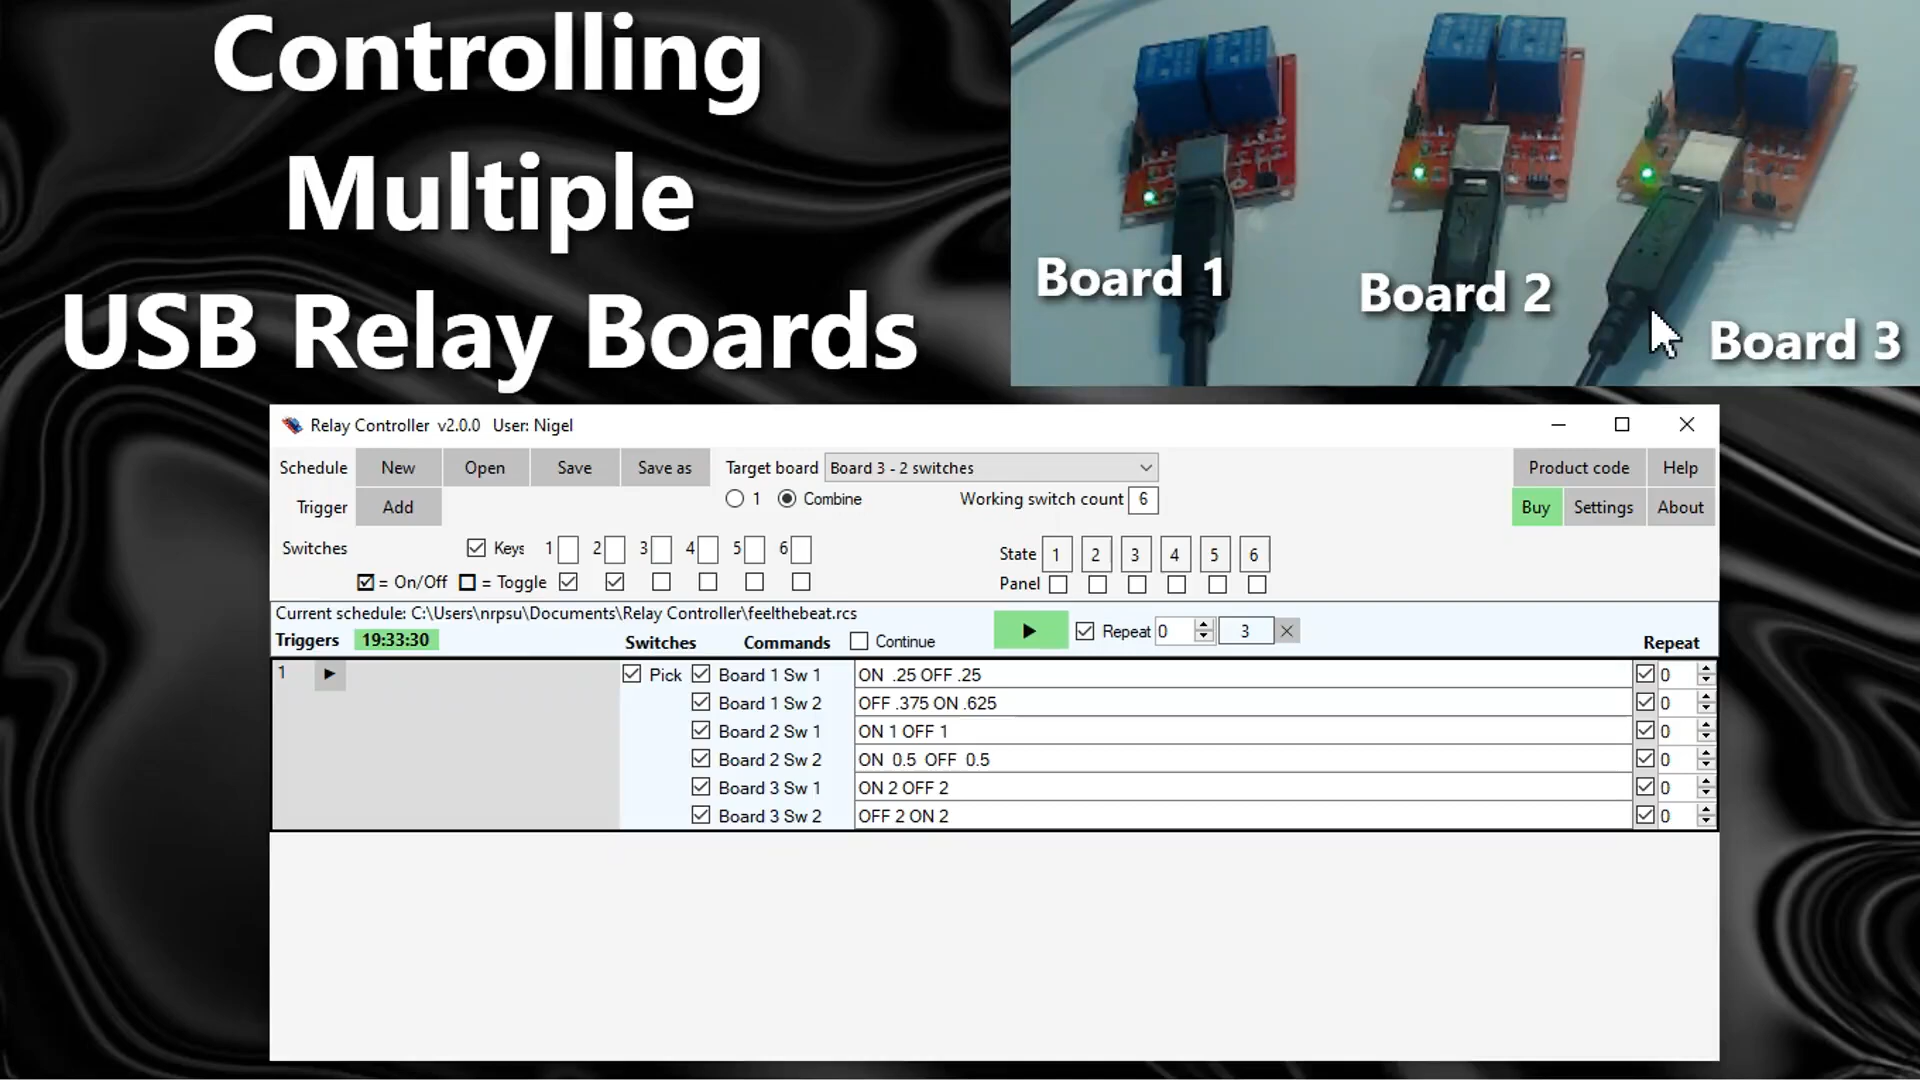 Controlling
Multiple
USB Relay Boards
Board 1
Board 2
Board 3
Relay Controller v2.0.0 User: Nigel
Schedule New Open Save Save as Target board Board 3 - 2 switches Product code Help
1 Combine Working switch count 6
Trigger Add Buy Settings About
Switches Keys 1 2 3 4 5 6 State 1 2 3 4 5 6
= On/Off = Toggle Panel
Current schedule: C:\Users\nrpsu\Documents\Relay Controller\feelthebeat.rcs
Repeat 0 3
Triggers 19:33:30 Switches Commands Continue Repeat
1 Pick Board 1 Sw 1 ON .25 OFF .25 0
Board 1 Sw 2 OFF .375 ON .625 0
Board 2 Sw 1 ON 1 OFF 1 0
Board 2 Sw 2 ON 0.5 OFF 0.5 0
Board 3 Sw 1 ON 2 OFF 2 0
Board 3 Sw 2 OFF 2 ON 2 0